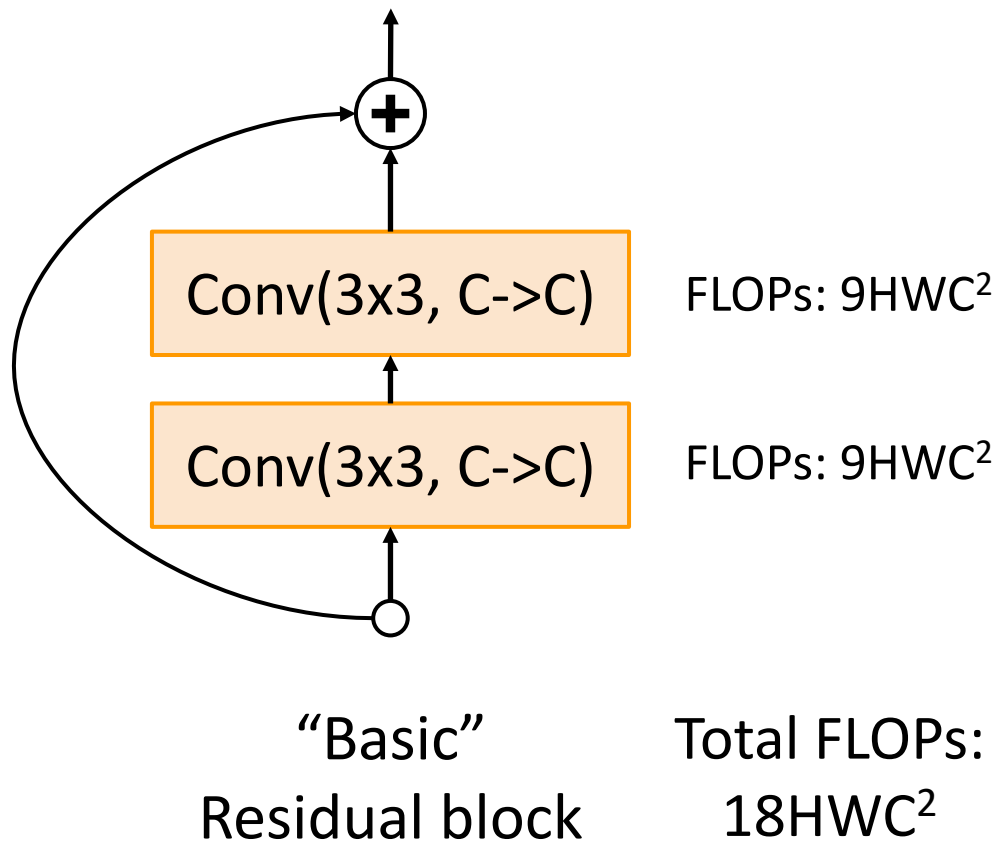 +
Conv(3x3, C->C) FLOPs: 9HWC²
Conv(3x3, C->C) FLOPs: 9HWC²
“Basic” Total FLOPs:
Residual block 18HWC²